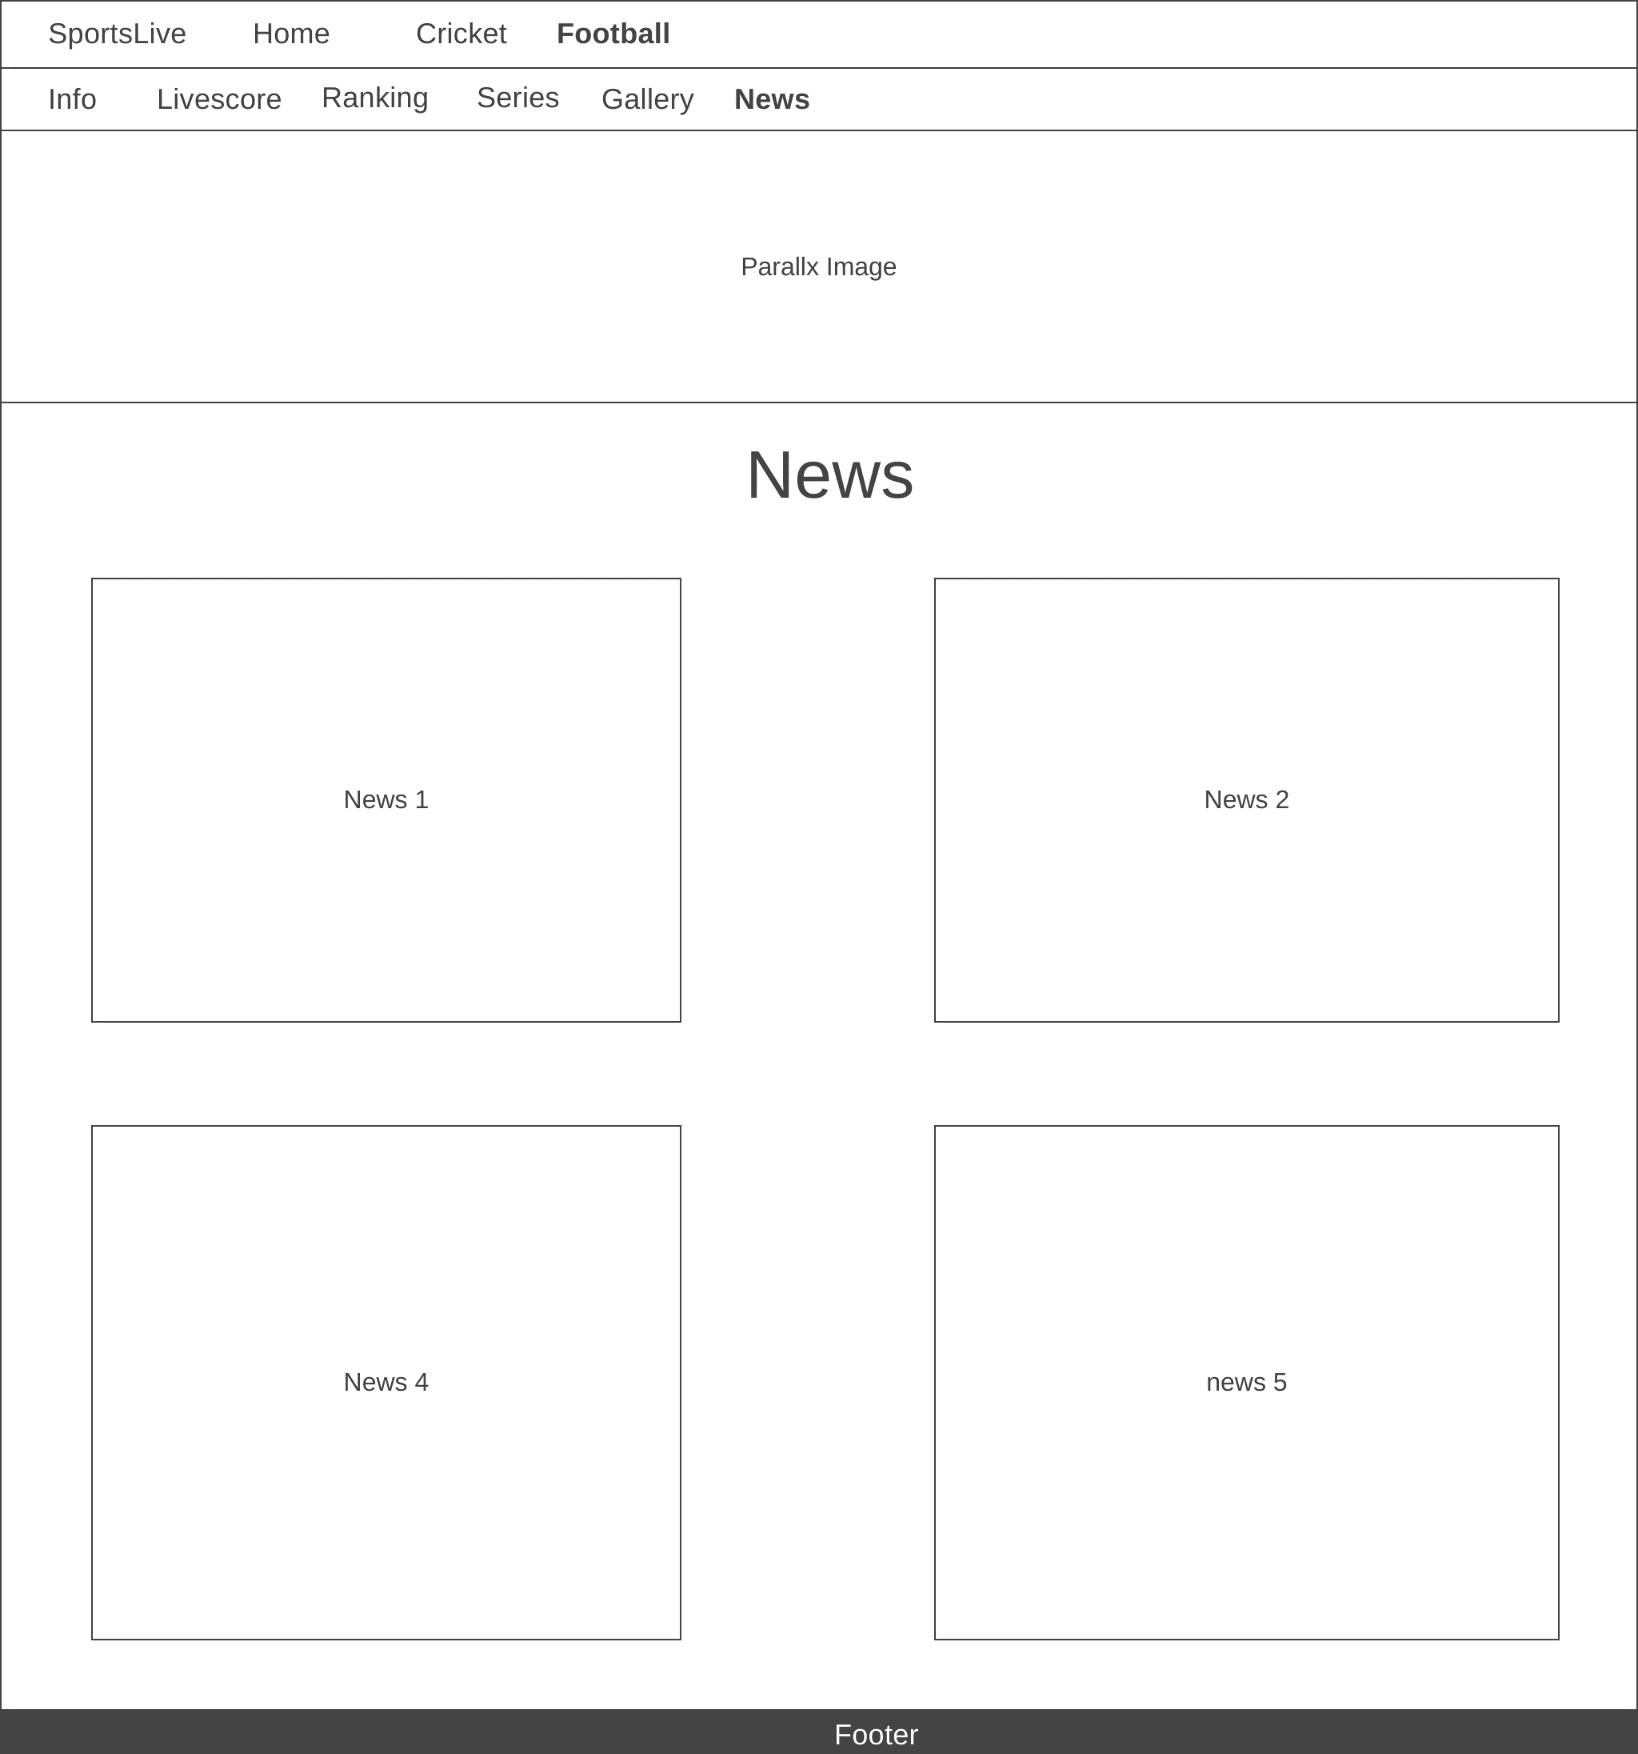 SportsLive Home Cricket Football
Info Livescore Ranking Series Gallery News
Parallx Image
News
News 1 News 2
News 4 news 5
Footer